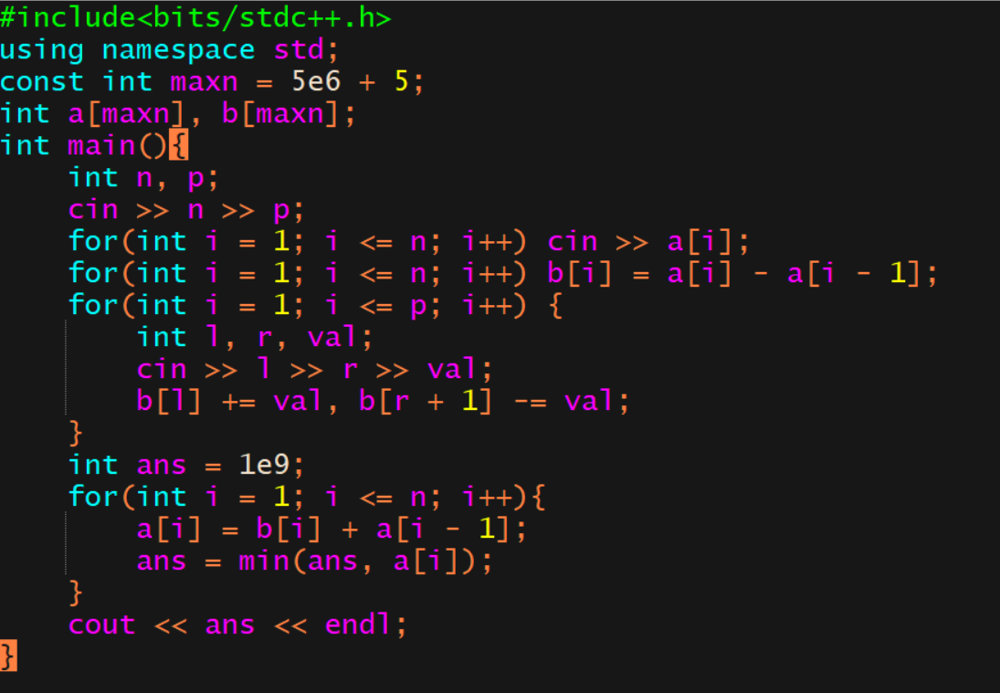 #include<bits/stdc++.h>
using namespace std;
const int maxn = 5e6 + 5;
int a[maxn], b[maxn];
int main(){
    int n, p;
    cin >> n >> p;
    for(int i = 1; i <= n; i++) cin >> a[i];
    for(int i = 1; i <= n; i++) b[i] = a[i] - a[i - 1];
    for(int i = 1; i <= p; i++) {
        int l, r, val;
        cin >> l >> r >> val;
        b[l] += val, b[r + 1] -= val;
    }
    int ans = 1e9;
    for(int i = 1; i <= n; i++){
        a[i] = b[i] + a[i - 1];
        ans = min(ans, a[i]);
    }
    cout << ans << endl;
}